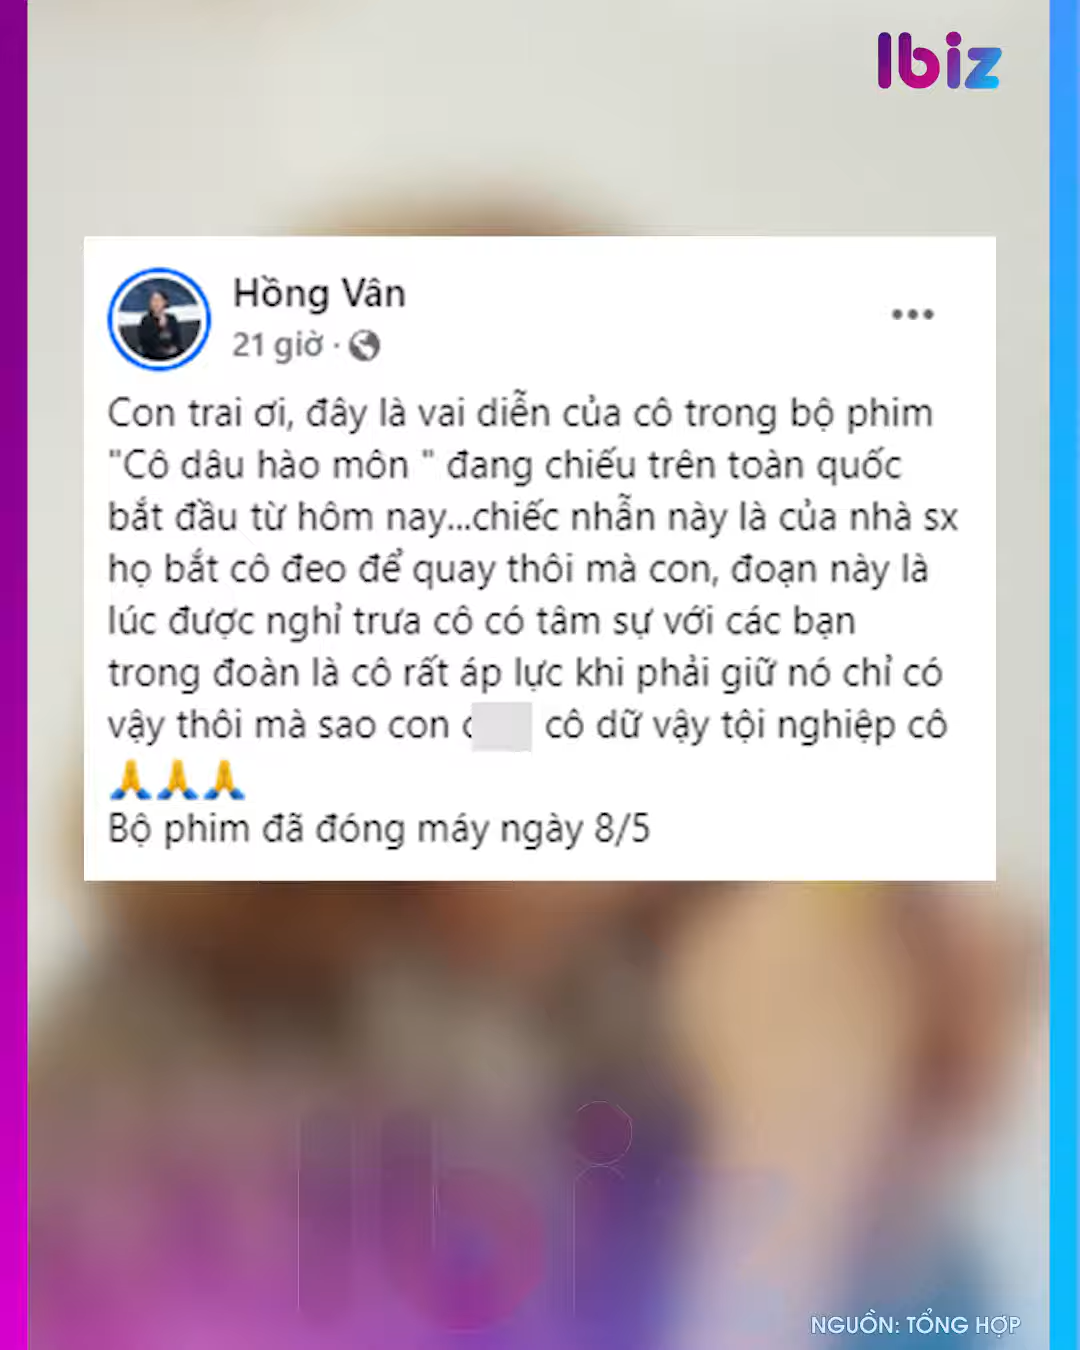 Ibiz
Hồng Vân
21 giờ ·
Con trai ơi, đây là vai diễn của cô trong bộ phim
"Cô dâu hào môn " đang chiếu trên toàn quốc
bắt đầu từ hôm nay...chiếc nhẫn này là của nhà sx
họ bắt cô đeo để quay thôi mà con, đoạn này là
lúc được nghỉ trưa cô có tâm sự với các bạn
trong đoàn là cô rất áp lực khi phải giữ nó chỉ có
vậy thôi mà sao con cô dữ vậy tội nghiệp cô
🙏🙏🙏
Bộ phim đã đóng máy ngày 8/5
NGUỒN: TỔNG HỢP